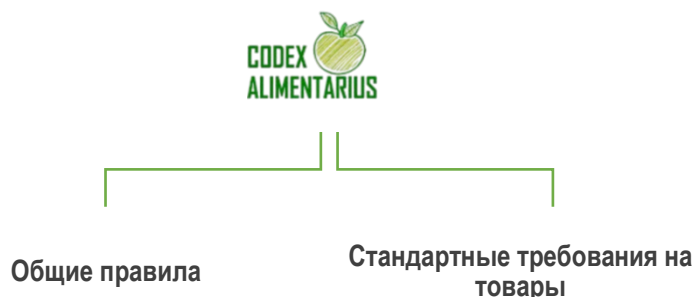 CODEX
ALIMENTARIUS
Общие правила
Стандартные требования на
товары